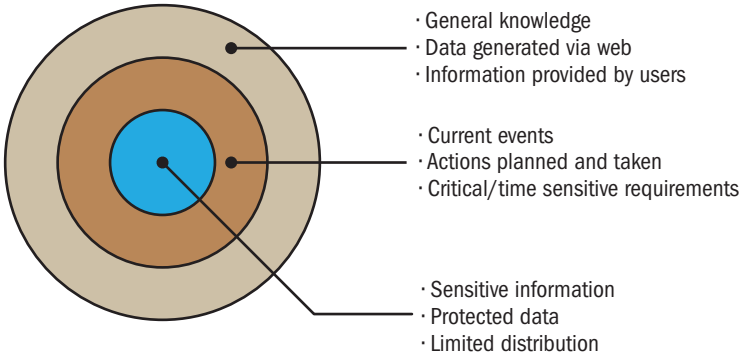 · General knowledge
· Data generated via web
· Information provided by users
· Current events
· Actions planned and taken
· Critical/time sensitive requirements
· Sensitive information
· Protected data
· Limited distribution